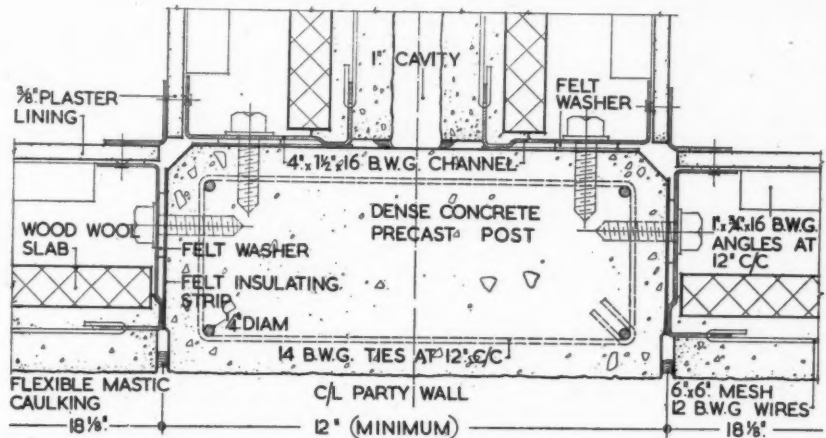 1" CAVITY
FELT
WASHER
3/8" PLASTER
LINING
4" x 1½" x 16 B.W.G. CHANNEL
DENSE CONCRETE
PRECAST POST
WOOD WOOL
SLAB
FELT WASHER
FELT INSULATING
STRIP
1" x ¾" x 16 B.W.G.
ANGLES AT
12" C/C
DIAM
14 B.W.G. TIES AT 12" C/C
FLEXIBLE MASTIC
CAULKING
C/L PARTY WALL
6" x 6" MESH
12 B.W.G WIRES
18⅛"
12" (MINIMUM)
18⅛"